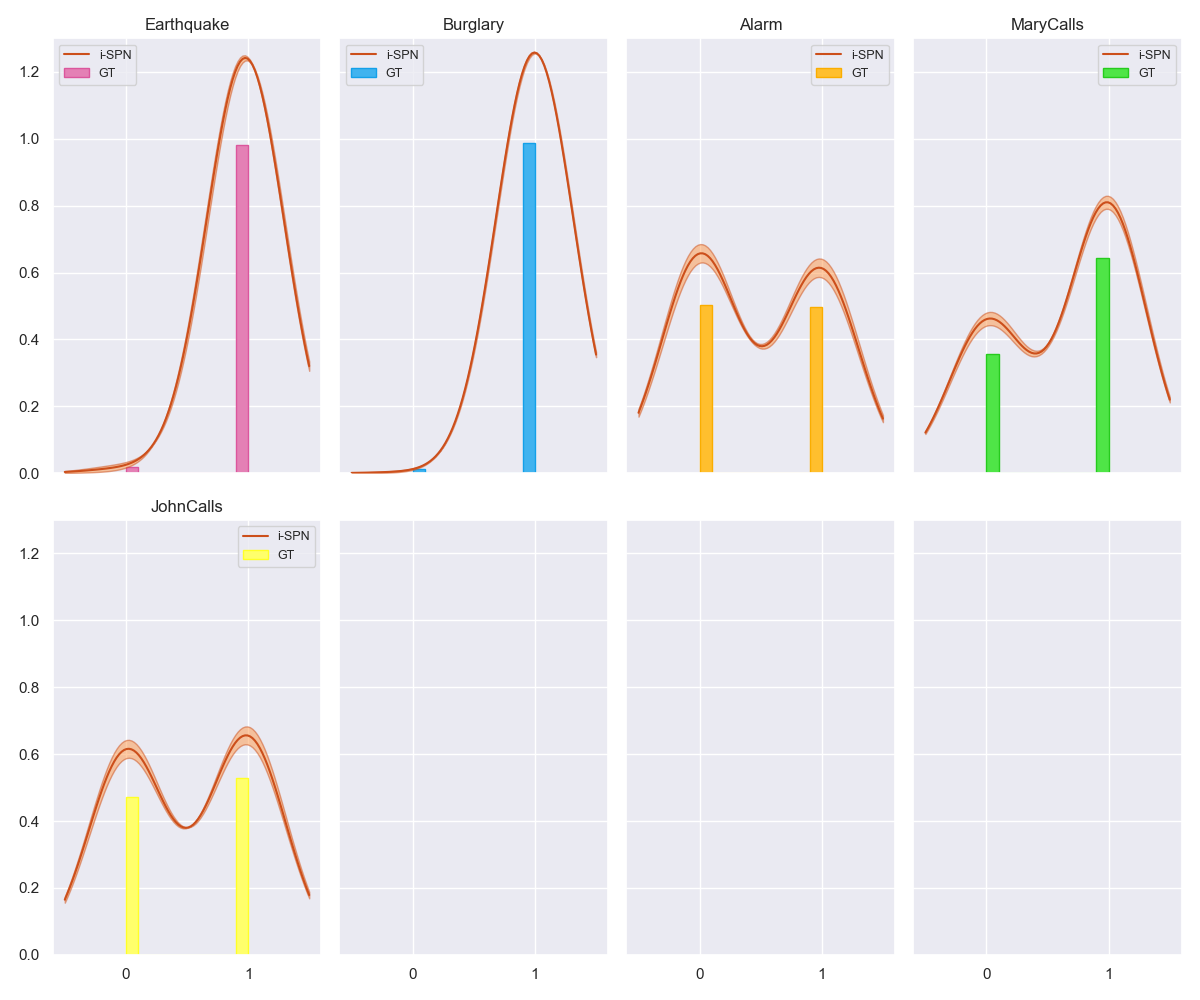 Earthquake
i-SPN
GT
1.2
1.0
0.8
0.6
0.4
0.2
0.0
Burglary
i-SPN
GT
Alarm
i-SPN
GT
MaryCalls
i-SPN
GT
JohnCalls
i-SPN
GT
1.2
1.0
0.8
0.6
0.4
0.2
0.0
0 1
0 1
0 1
0 1